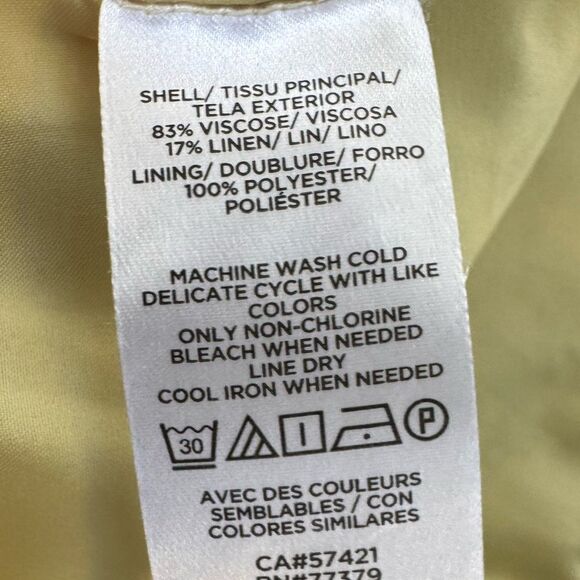 SHELL/ TISSU PRINCIPAL/
TELA EXTERIOR
83% VISCOSE/ VISCOSA
17% LINEN/ LIN/ LINO
LINING/ DOUBLURE/ FORRO
100% POLYESTER/
POLIÉSTER
MACHINE WASH COLD
DELICATE CYCLE WITH LIKE
COLORS
ONLY NON-CHLORINE
BLEACH WHEN NEEDED
LINE DRY
COOL IRON WHEN NEEDED
30 P
AVEC DES COULEURS
SEMBLABLES / CON
COLORES SIMILARES
CA#57421
RN#77379